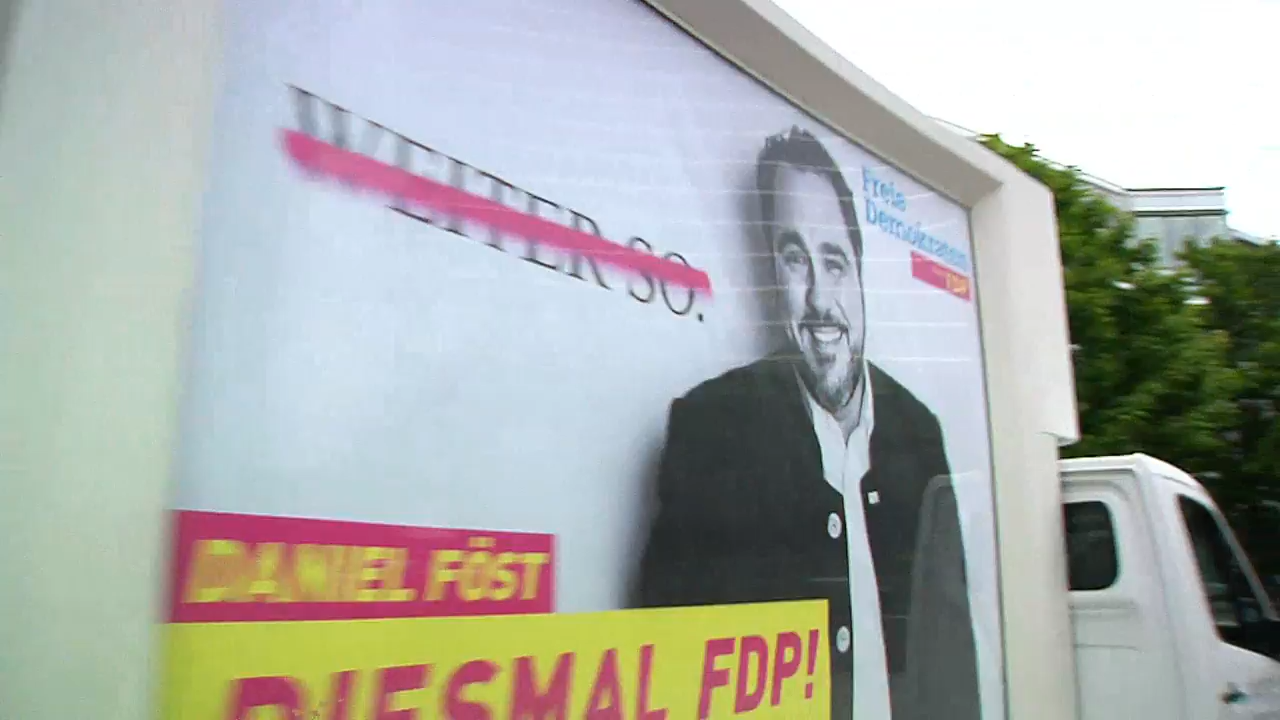 WEITER SO.
Freie
Demokraten
FDP
DANIEL FÖST
DIESMAL FDP!